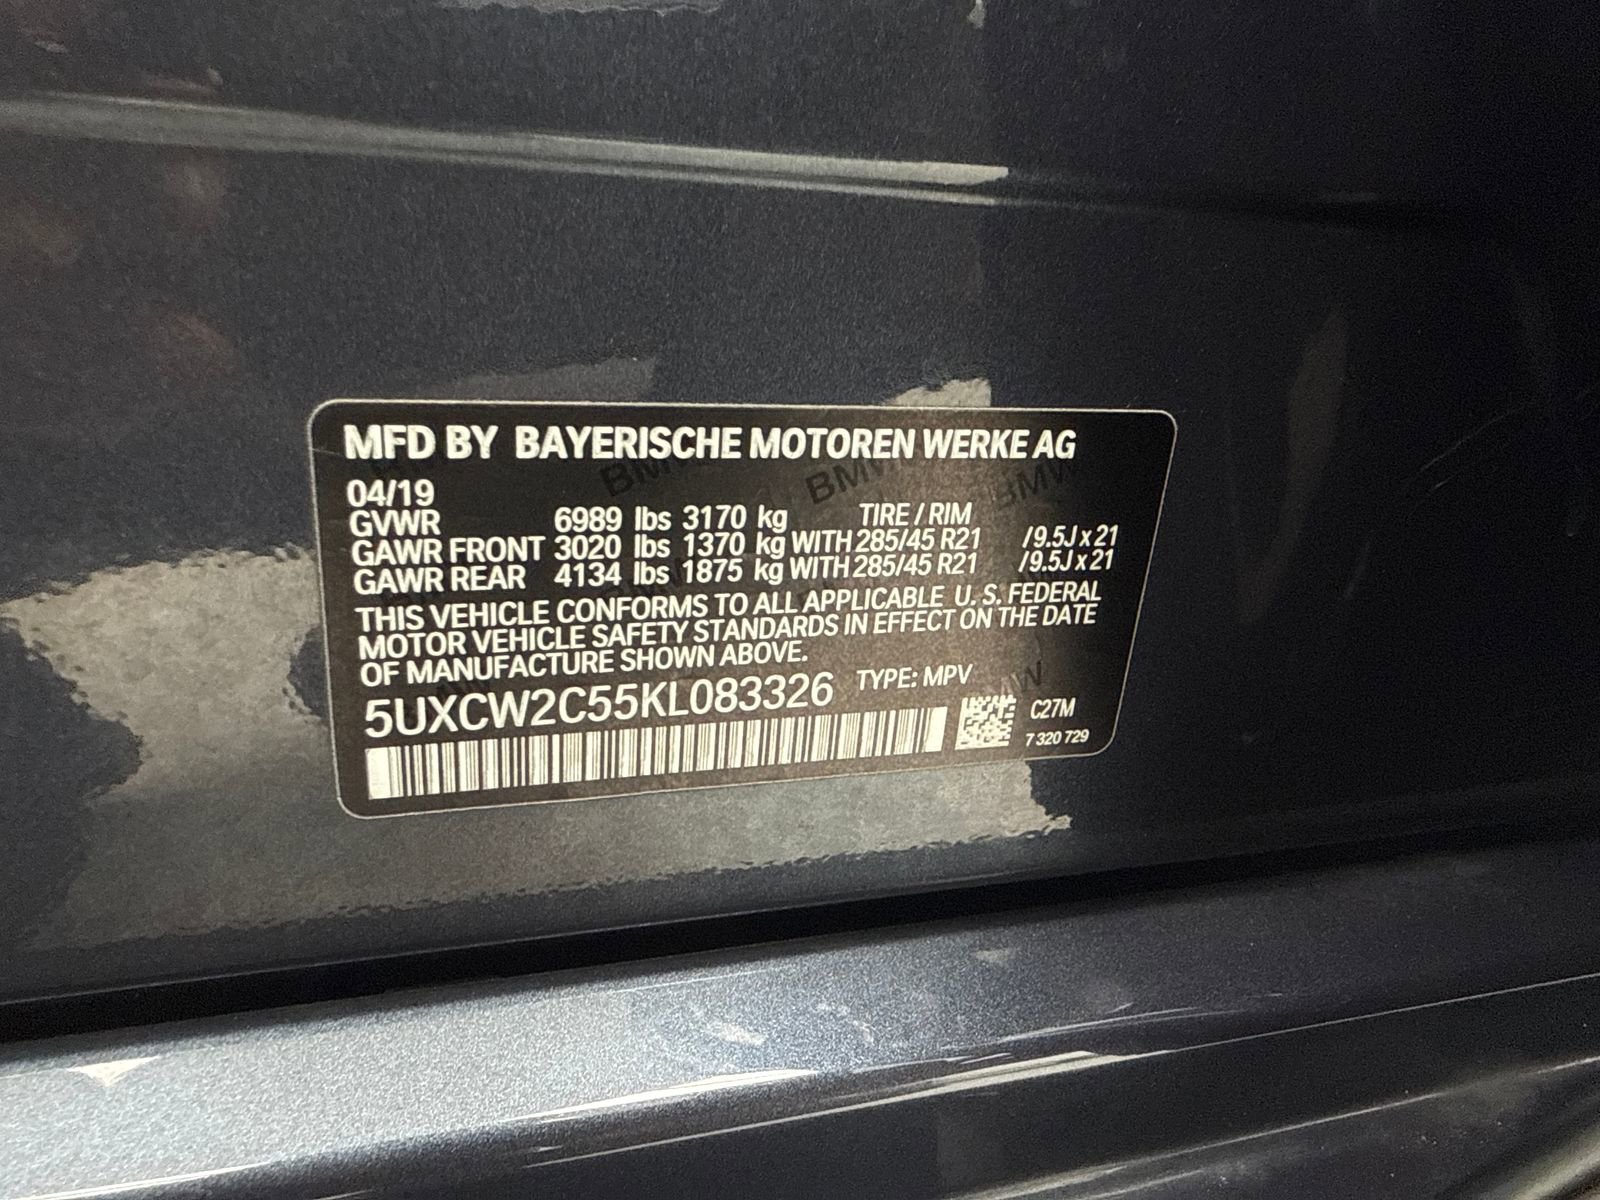 MFD BY BAYERISCHE MOTOREN WERKE AG
04/19
GVWR 6989 lbs 3170 kg TIRE / RIM
GAWR FRONT 3020 lbs 1370 kg WITH 285/45 R21 /9.5J x 21
GAWR REAR 4134 lbs 1875 kg WITH 285/45 R21 /9.5J x 21
THIS VEHICLE CONFORMS TO ALL APPLICABLE U. S. FEDERAL
MOTOR VEHICLE SAFETY STANDARDS IN EFFECT ON THE DATE
OF MANUFACTURE SHOWN ABOVE.
5UXCW2C55KL083326 TYPE: MPV
C27M
7 320 729